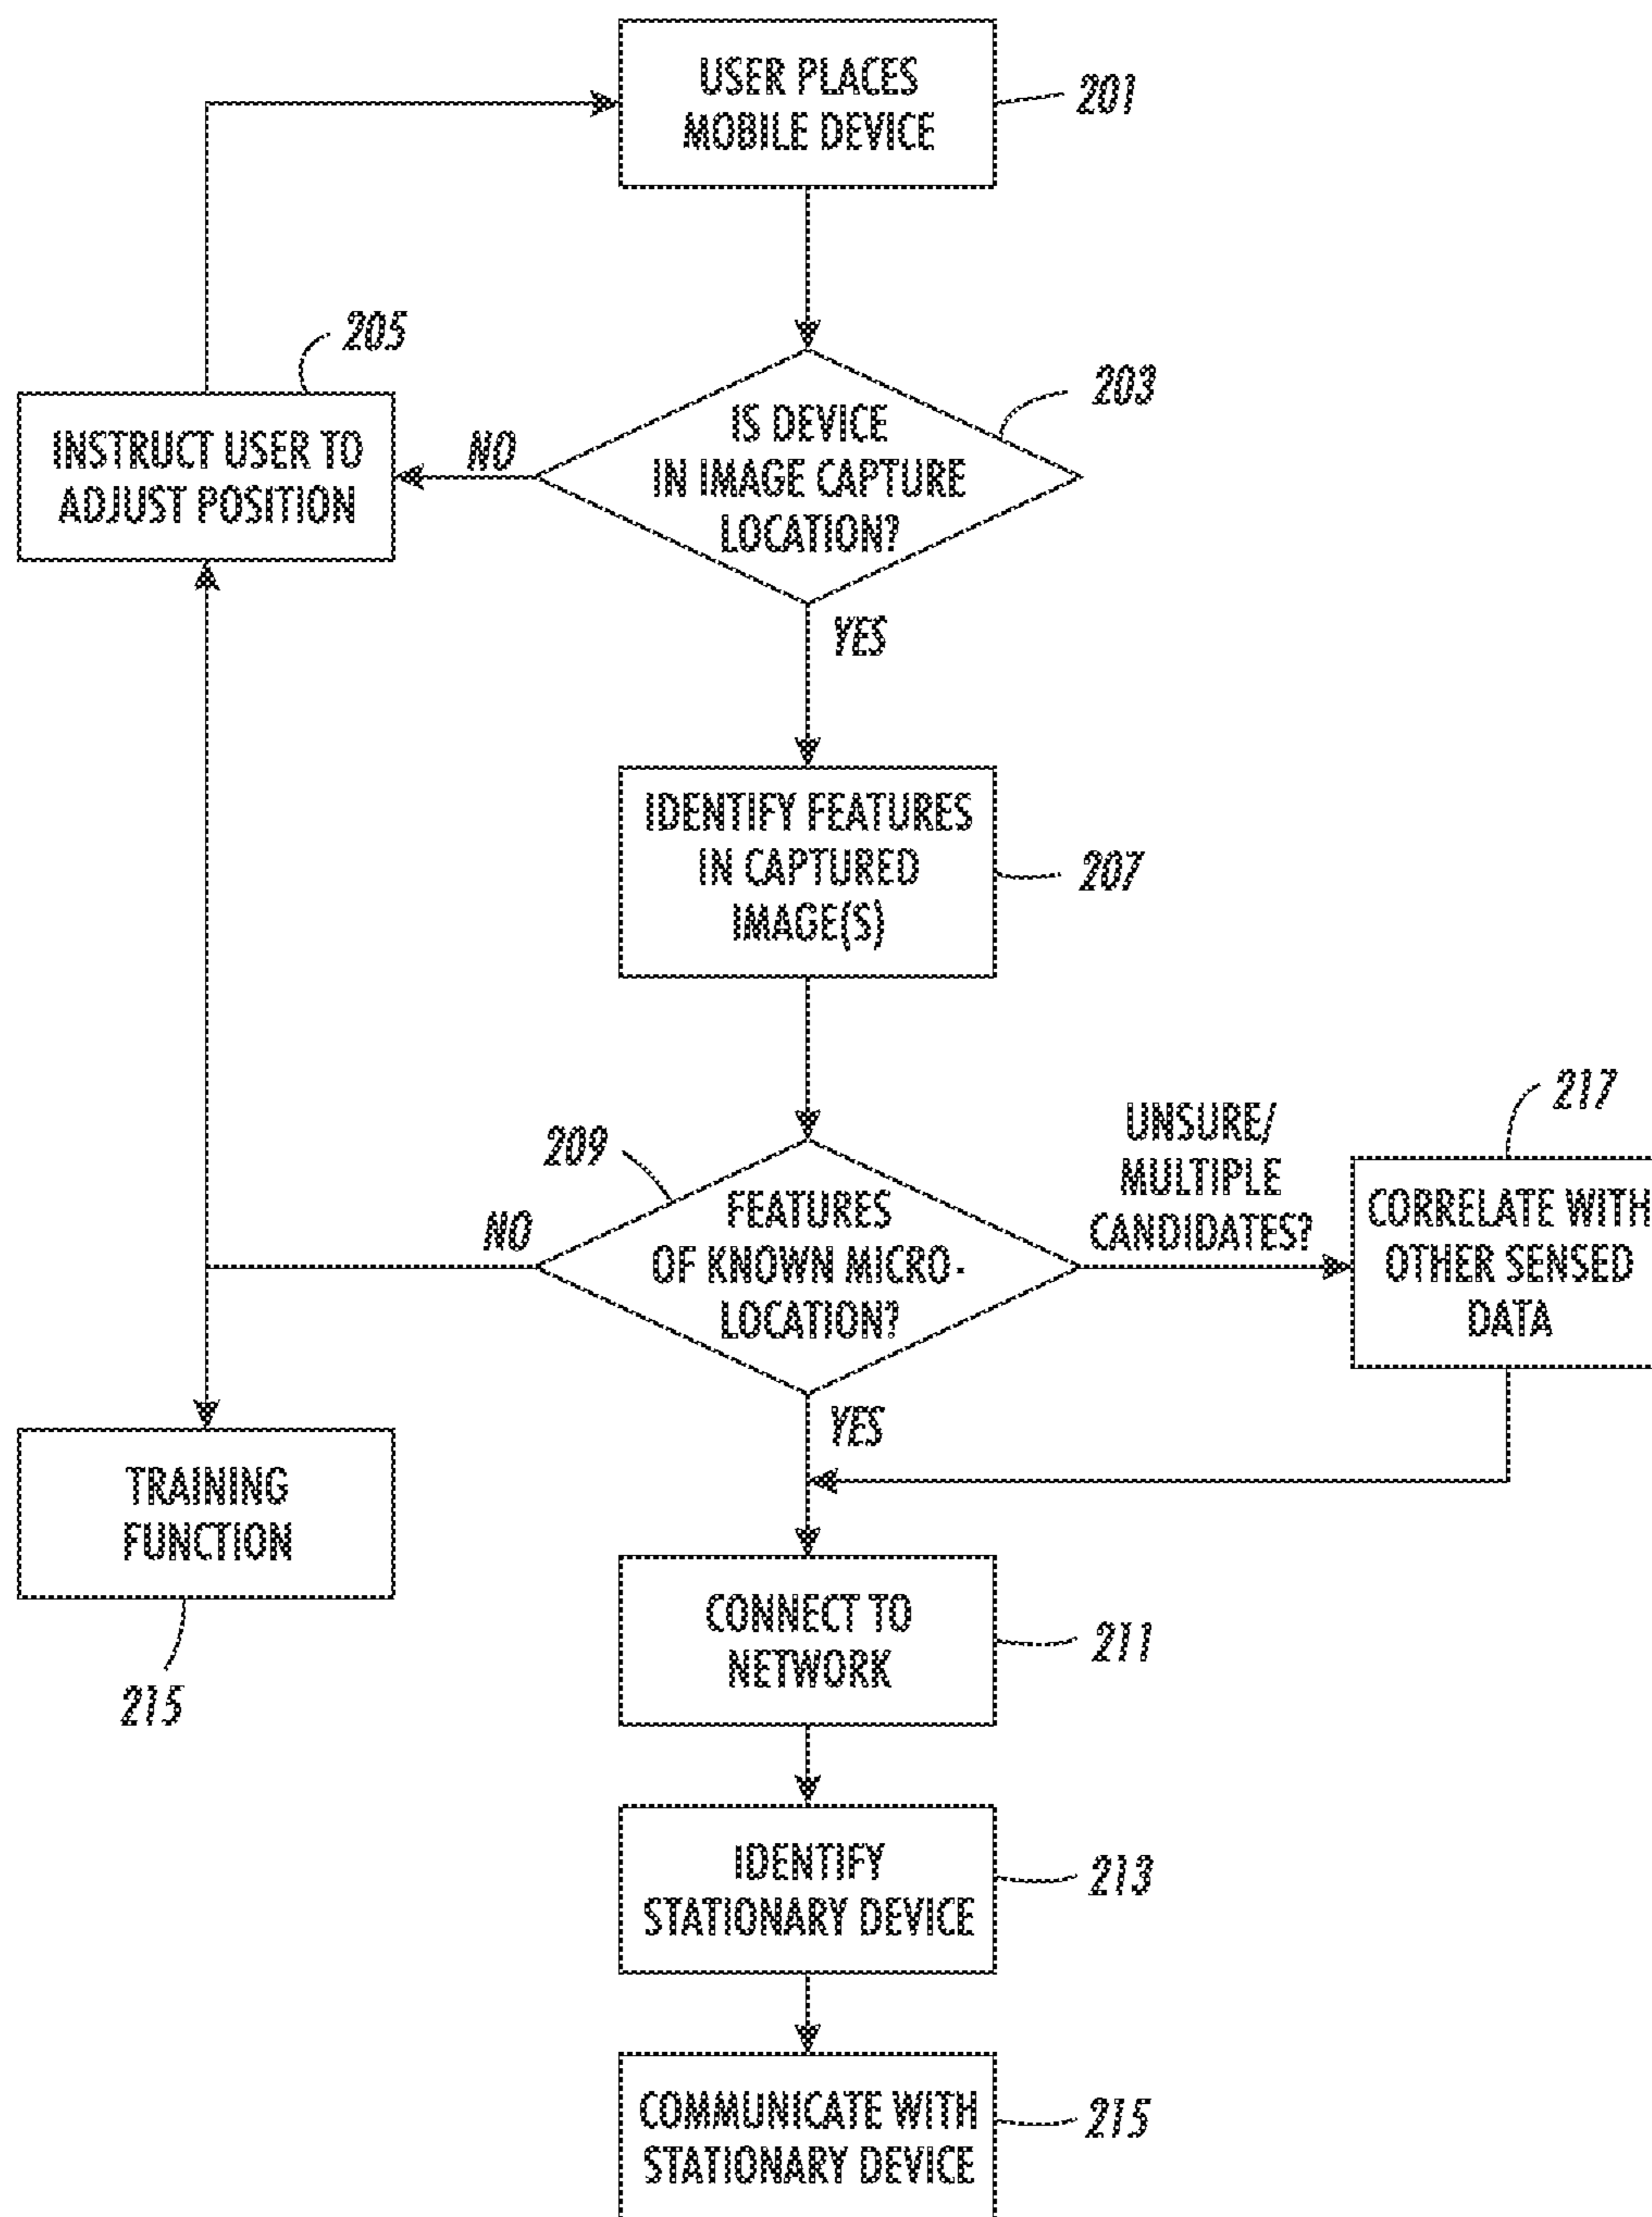 USER PLACES
MOBILE DEVICE
201
205
INSTRUCT USER TO
ADJUST POSITION
NO
IS DEVICE
IN IMAGE CAPTURE
LOCATION?
203
YES
IDENTIFY FEATURES
IN CAPTURED
IMAGE(S)
207
209
NO
FEATURES
OF KNOWN MICRO-
LOCATION?
UNSURE/
MULTIPLE
CANDIDATES?
217
CORRELATE WITH
OTHER SENSED
DATA
YES
TRAINING
FUNCTION
215
CONNECT TO
NETWORK
211
IDENTIFY
STATIONARY DEVICE
213
COMMUNICATE WITH
STATIONARY DEVICE
215